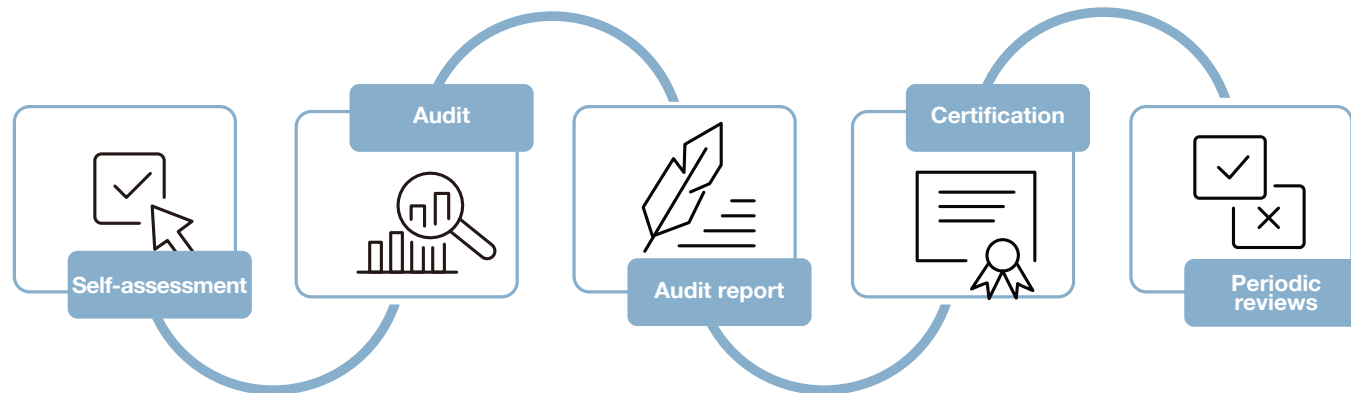 Self-assessment
Audit
Audit report
Certification
Periodic
reviews